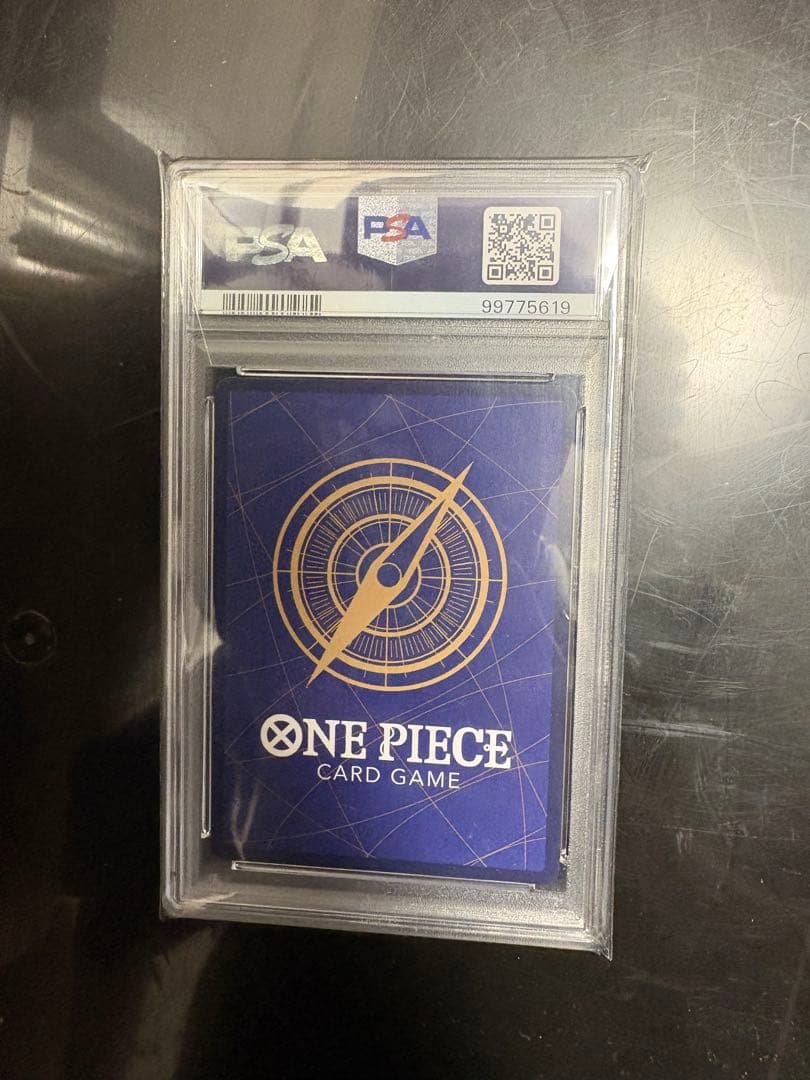 PSA
PSA
99775619
ONE PIECE
CARD GAME